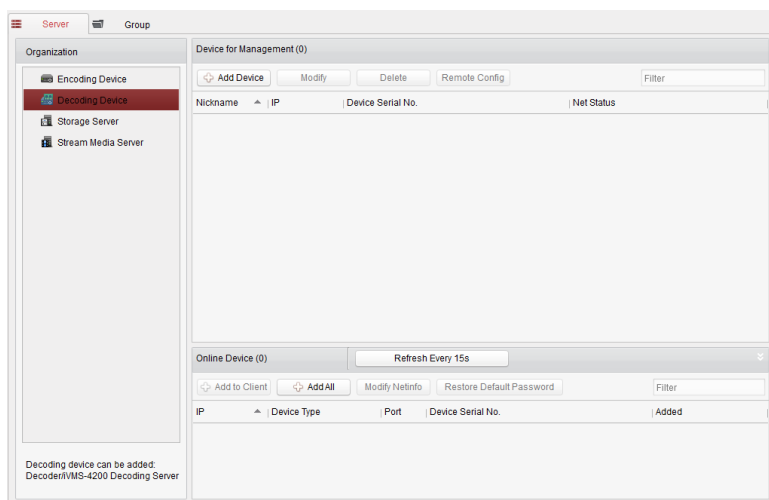 Server Group
Organization
Encoding Device
Decoding Device
Storage Server
Stream Media Server
Decoding device can be added:
Decoder/iVMS-4200 Decoding Server
Device for Management (0)
Add Device Modify Delete Remote Config Filter
Nickname IP Device Serial No. Net Status
Online Device (0) Refresh Every 15s
Add to Client Add All Modify Netinfo Restore Default Password Filter
IP Device Type Port Device Serial No. Added